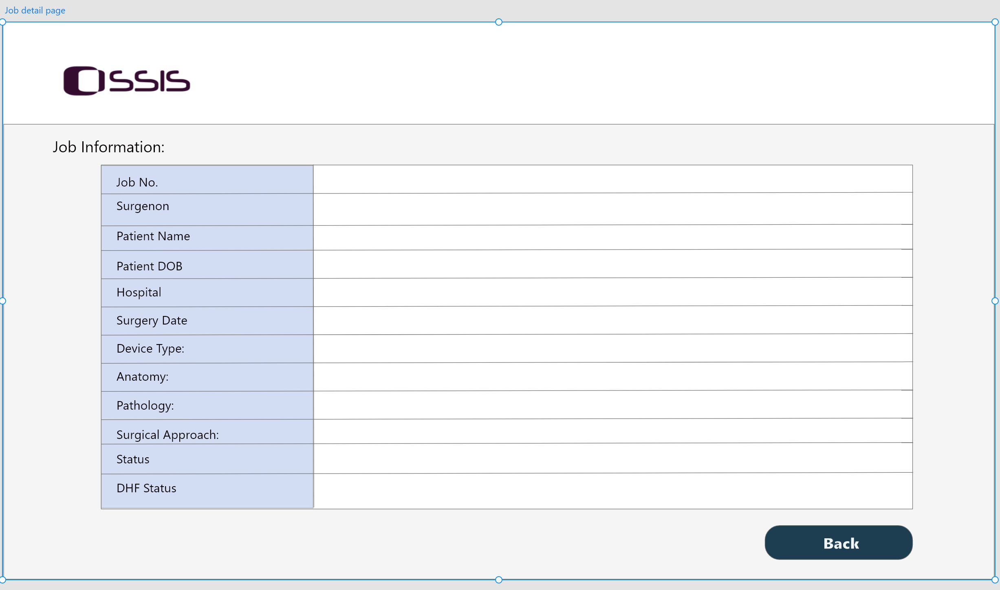 Job detail page
OSSIS
Job Information:
Job No.
Surgenon
Patient Name
Patient DOB
Hospital
Surgery Date
Device Type:
Anatomy:
Pathology:
Surgical Approach:
Status
DHF Status
Back